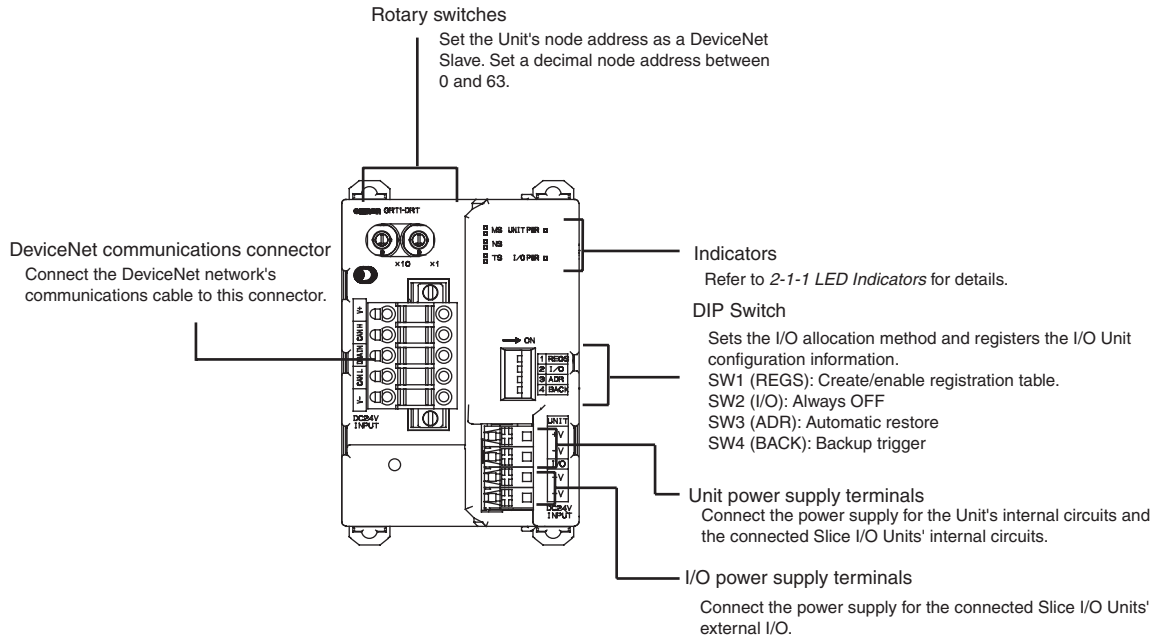 Rotary switches
Set the Unit's node address as a DeviceNet
Slave. Set a decimal node address between
0 and 63.
OMRON DRT1-DRT
MS UNIT PWR
NS
TS I/O PWR
×10 ×1
DeviceNet communications connector
Connect the DeviceNet network's
communications cable to this connector.
V+
CAN H
DRAIN
CAN L
V-
DC24V
INPUT
ON
1 REGS
2 I/O
3 ADR
4 BACK
UNIT
+V
-V
I/O
+V
-V
DC24V
INPUT
Indicators
Refer to 2-1-1 LED Indicators for details.
DIP Switch
Sets the I/O allocation method and registers the I/O Unit
configuration information.
SW1 (REGS): Create/enable registration table.
SW2 (I/O): Always OFF
SW3 (ADR): Automatic restore
SW4 (BACK): Backup trigger
Unit power supply terminals
Connect the power supply for the Unit's internal circuits and
the connected Slice I/O Units' internal circuits.
I/O power supply terminals
Connect the power supply for the connected Slice I/O Units'
external I/O.